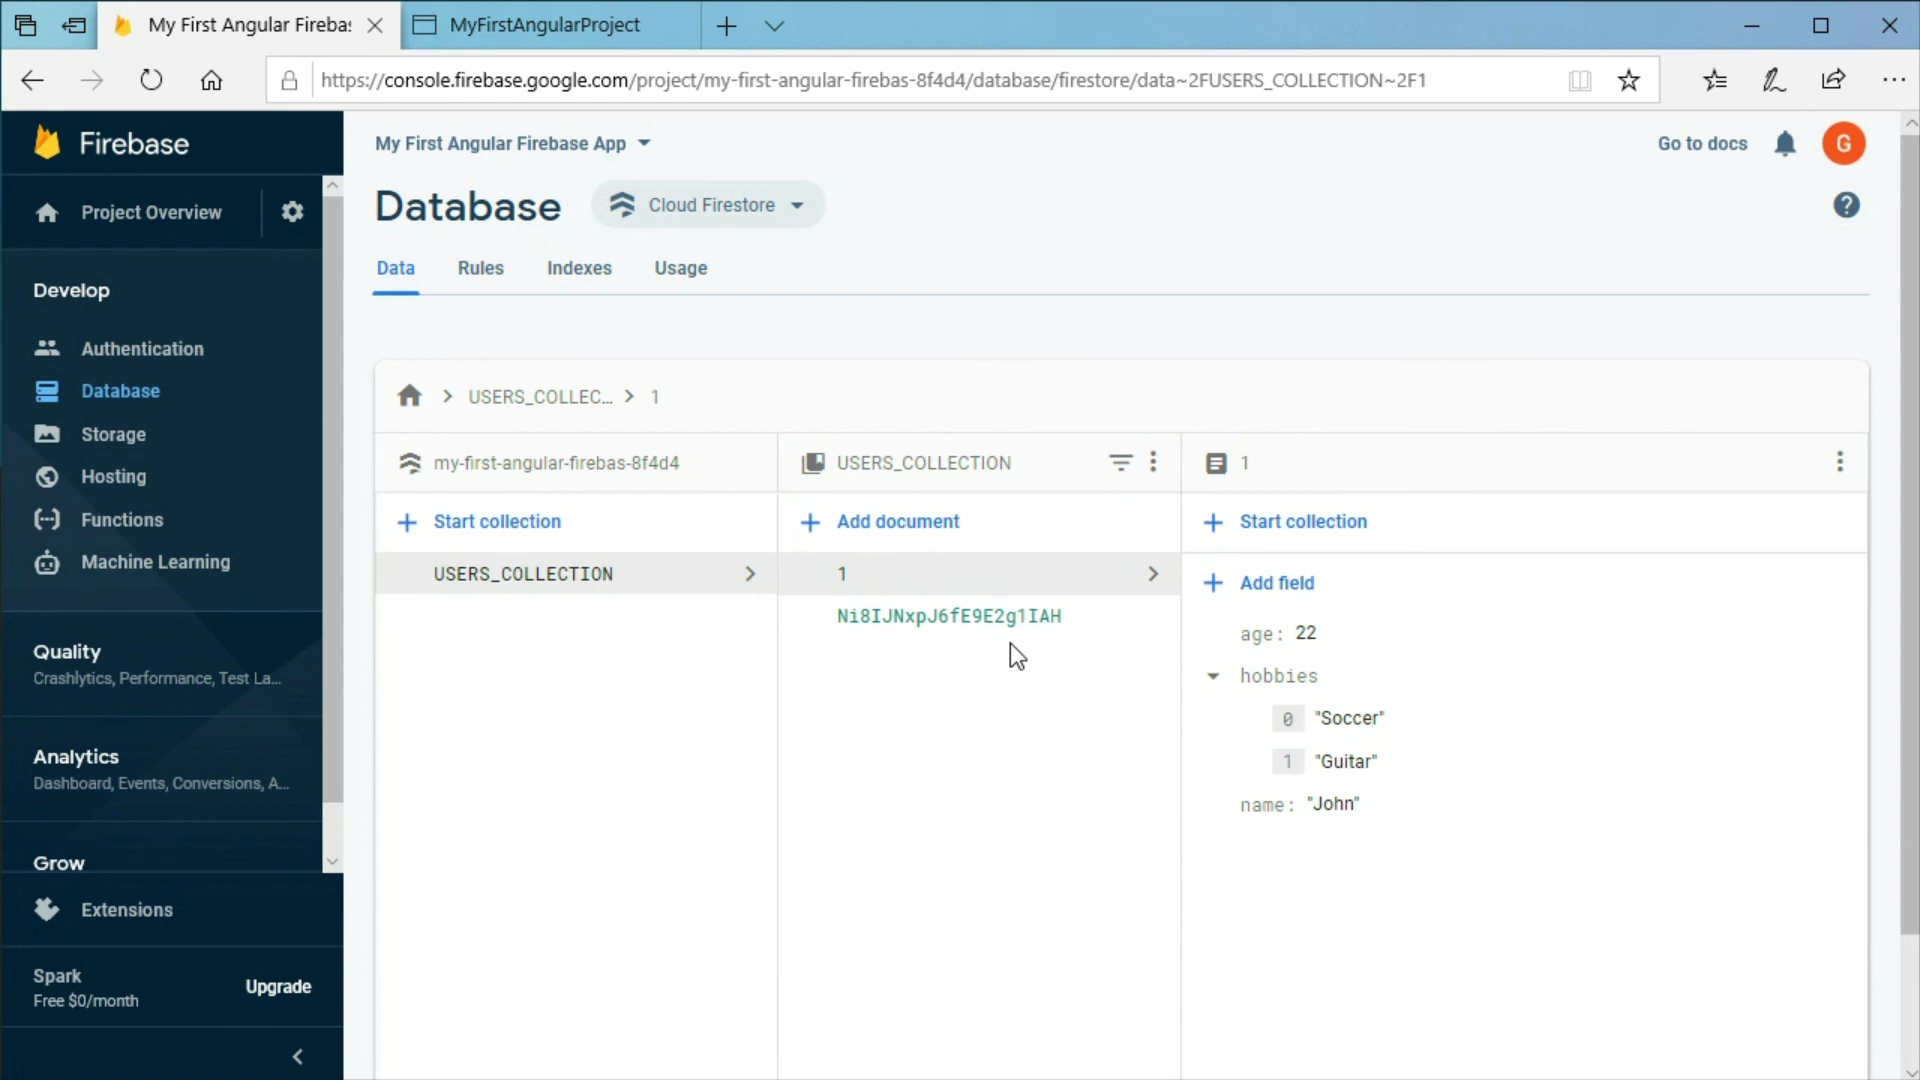 My First Angular Firebas
MyFirstAngularProject
https://console.firebase.google.com/project/my-first-angular-firebas-8f4d4/database/firestore/data~2FUSERS_COLLECTION~2F1
Firebase
My First Angular Firebase App
Go to docs
G
Project Overview
Database
Cloud Firestore
?
Data Rules Indexes Usage
Develop
Authentication
Database
Storage
Hosting
Functions
Machine Learning
Quality
Crashlytics, Performance, Test La...
Analytics
Dashboard, Events, Conversions, A...
Grow
Extensions
Spark
Free $0/month
Upgrade
USERS_COLLEC... 1
my-first-angular-firebas-8f4d4
Start collection
USERS_COLLECTION
USERS_COLLECTION
Add document
1
Ni8IJNxpJ6fE9E2g1IAH
1
Start collection
Add field
age: 22
hobbies
0 "Soccer"
1 "Guitar"
name: "John"